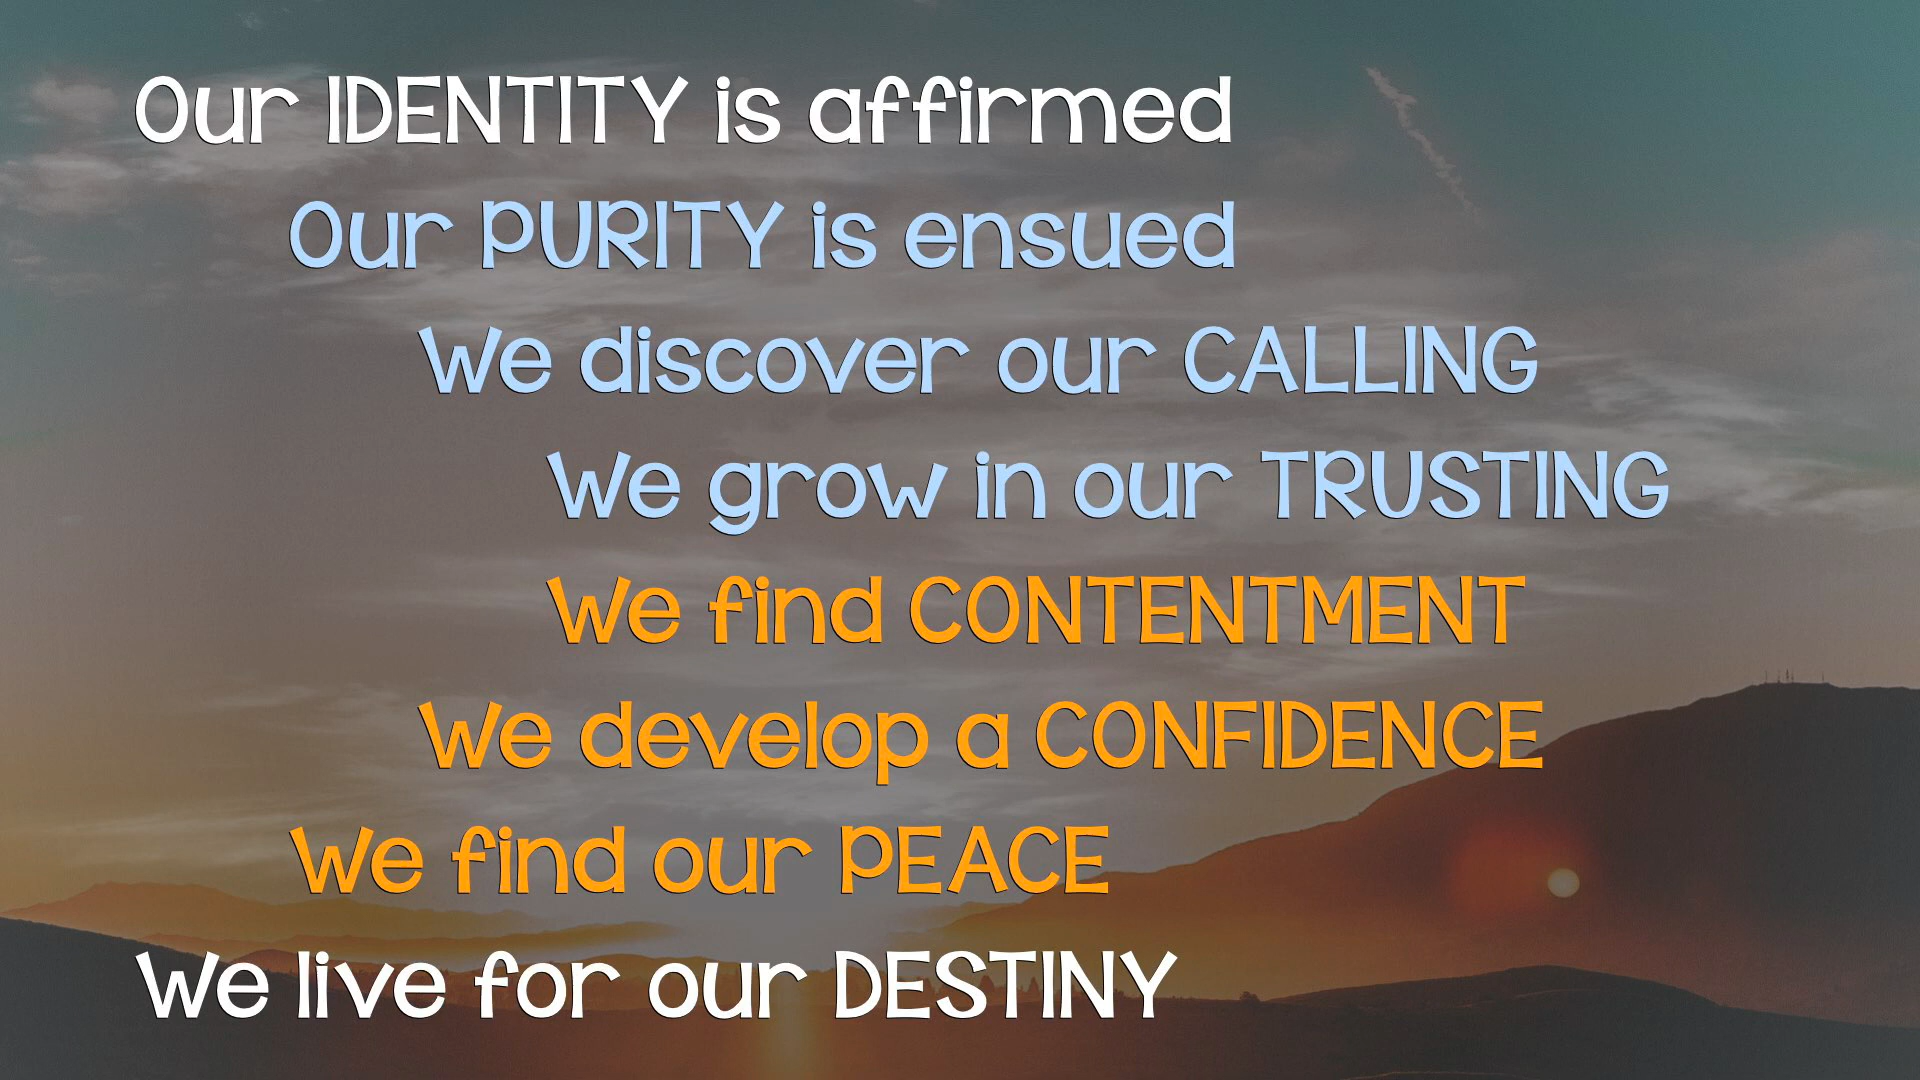 Our IDENTITY is affirmed
Our PURITY is ensued
We discover our CALLING
We grow in our TRUSTING
We find CONTENTMENT
We develop a CONFIDENCE
We find our PEACE
We live for our DESTINY